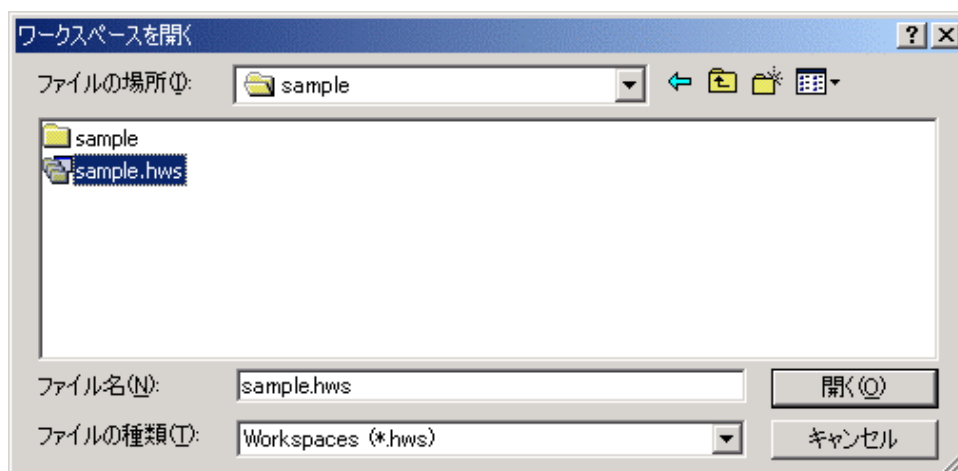 ワークスペースを開く
ファイルの場所(I):
sample
sample
sample.hws
ファイル名(N):
sample.hws
開く(O)
ファイルの種類(T):
Workspaces (*.hws)
キャンセル